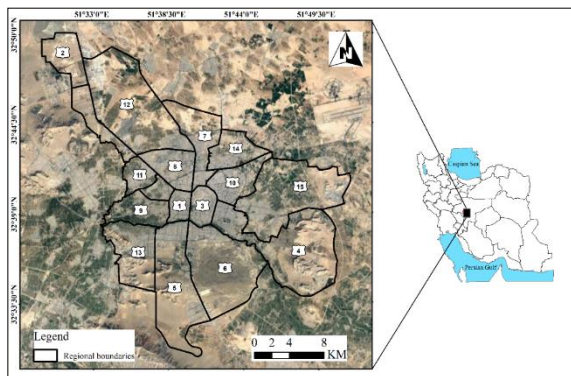 51°33'0"E 51°38'30"E 51°44'0"E 51°49'30"E
32°50'0"N
32°44'30"N
32°39'0"N
32°33'30"N
N
2
12
7
14
8
11
10
15
9
1
3
13
4
6
5
Legend
Regional boundaries
0 2 4 8
KM
Caspian Sea
Persian Gulf